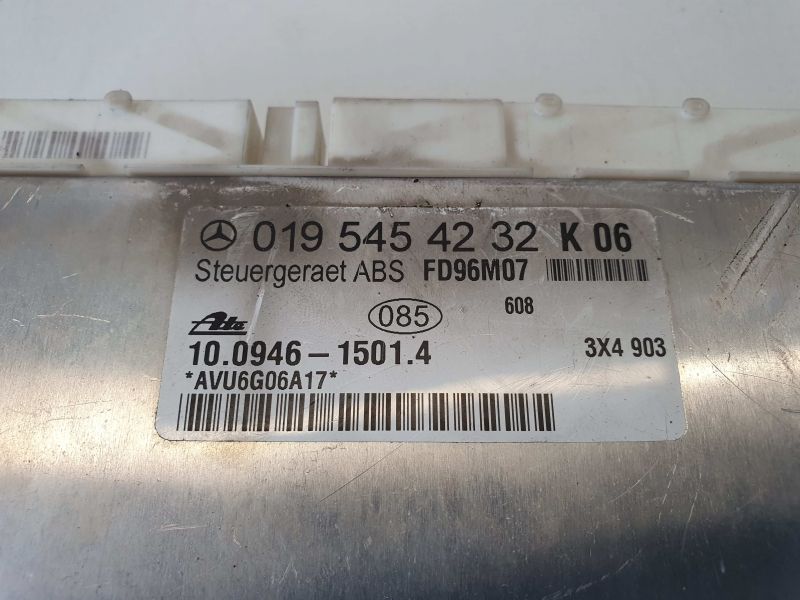 019 545 42 32 K 06
Steuergeraet ABS FD96M07
085 608
Ate
10.0946-1501.4 3X4 903
*AVU6G06A17*